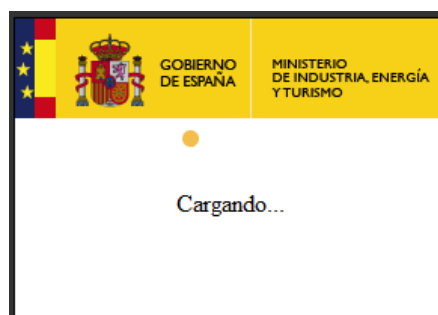 GOBIERNO
DE ESPAÑA
MINISTERIO
DE INDUSTRIA, ENERGÍA
Y TURISMO
Cargando...